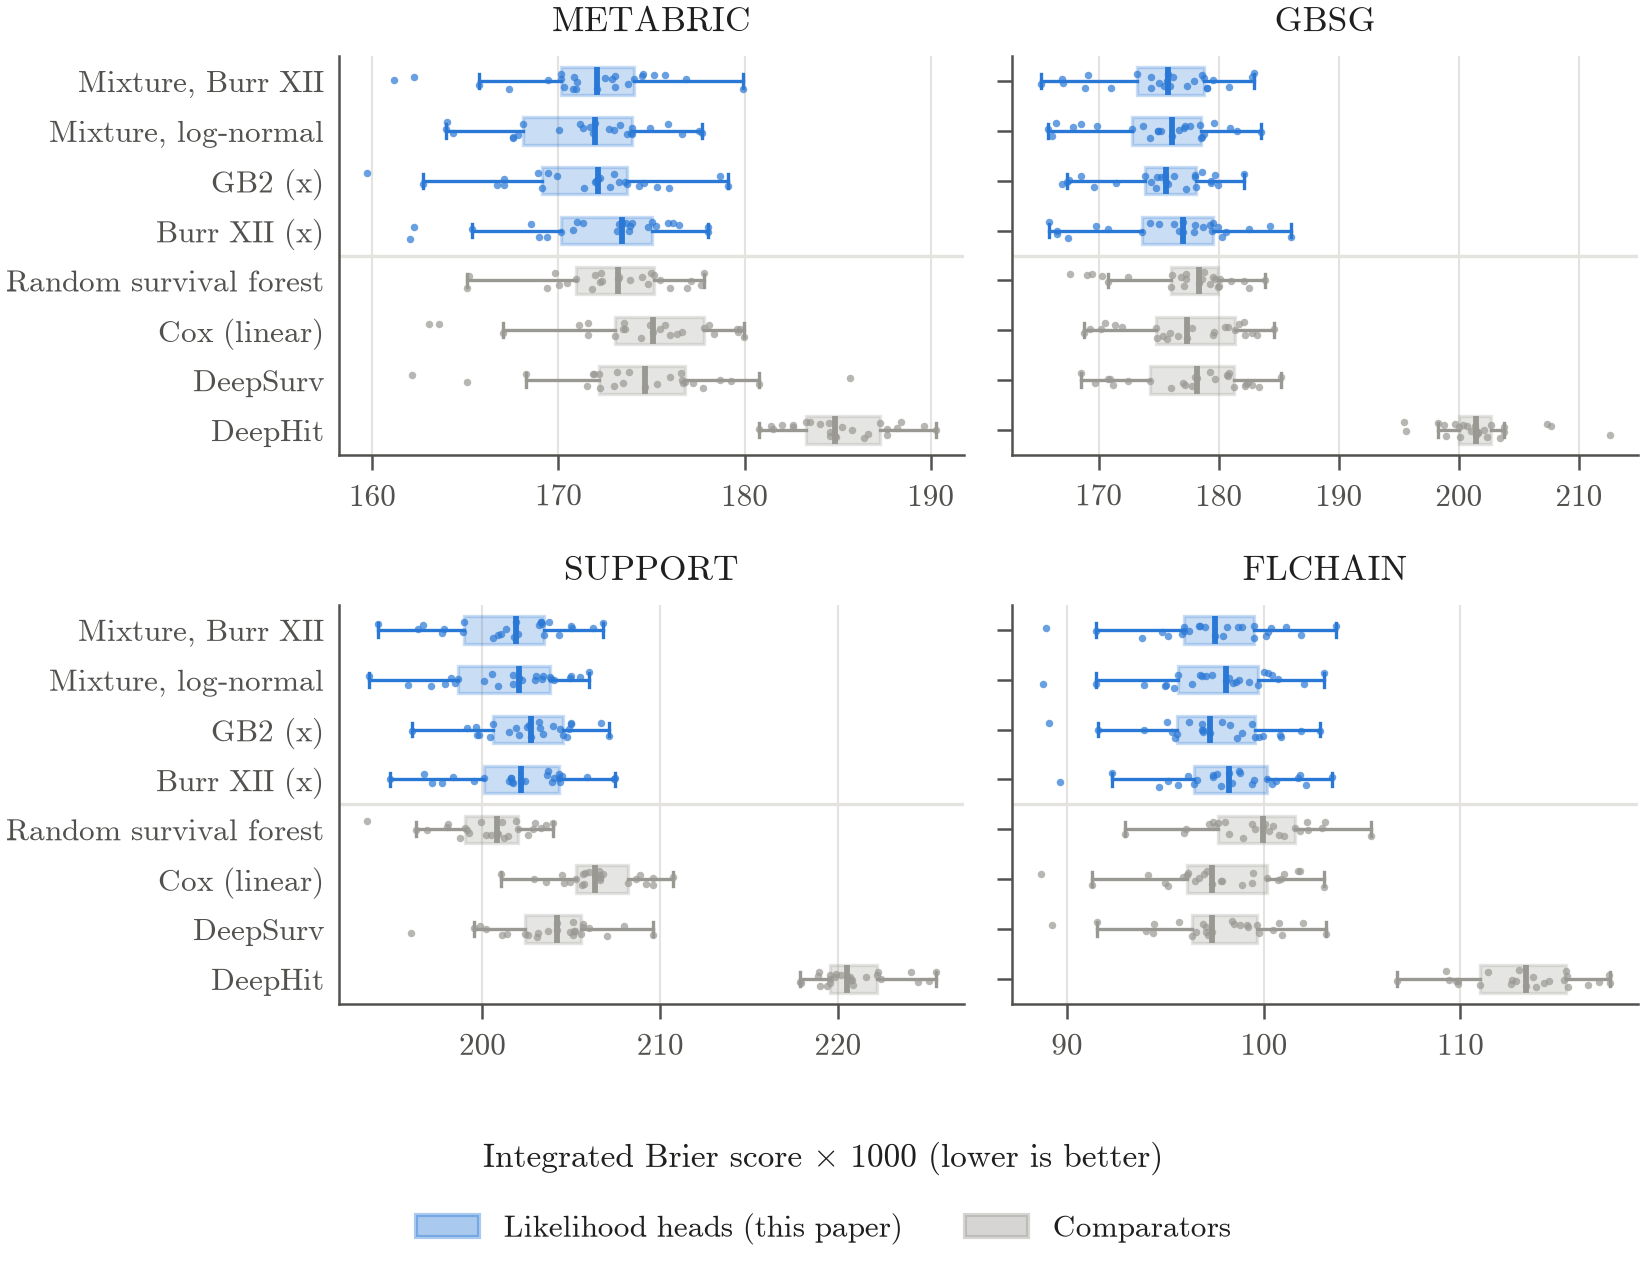 METABRIC
GBSG
Mixture, Burr XII
Mixture, log-normal
GB2 (x)
Burr XII (x)
Random survival forest
Cox (linear)
DeepSurv
DeepHit
160 170 180 190
170 180 190 200 210
SUPPORT
FLCHAIN
Mixture, Burr XII
Mixture, log-normal
GB2 (x)
Burr XII (x)
Random survival forest
Cox (linear)
DeepSurv
DeepHit
200 210 220
90 100 110
Integrated Brier score × 1000 (lower is better)
Likelihood heads (this paper)
Comparators